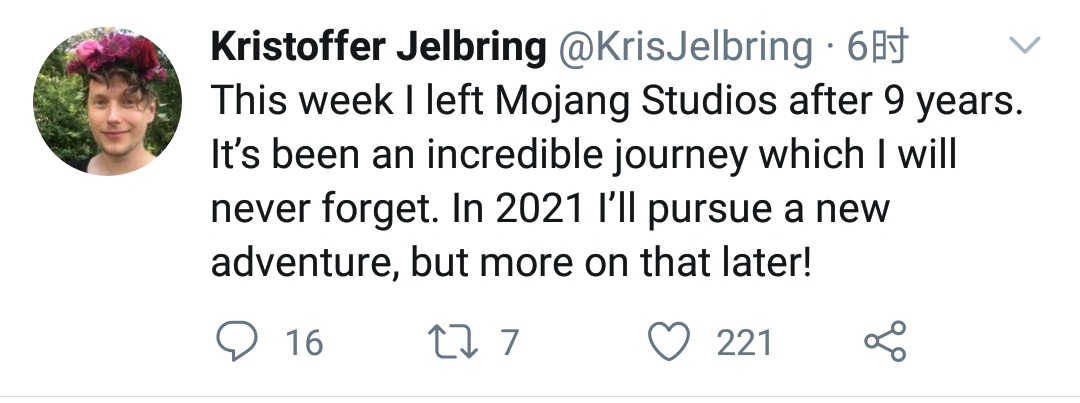 Kristoffer Jelbring @KrisJelbring · 6时
This week I left Mojang Studios after 9 years.
It’s been an incredible journey which I will
never forget. In 2021 I’ll pursue a new
adventure, but more on that later!
16 7 221